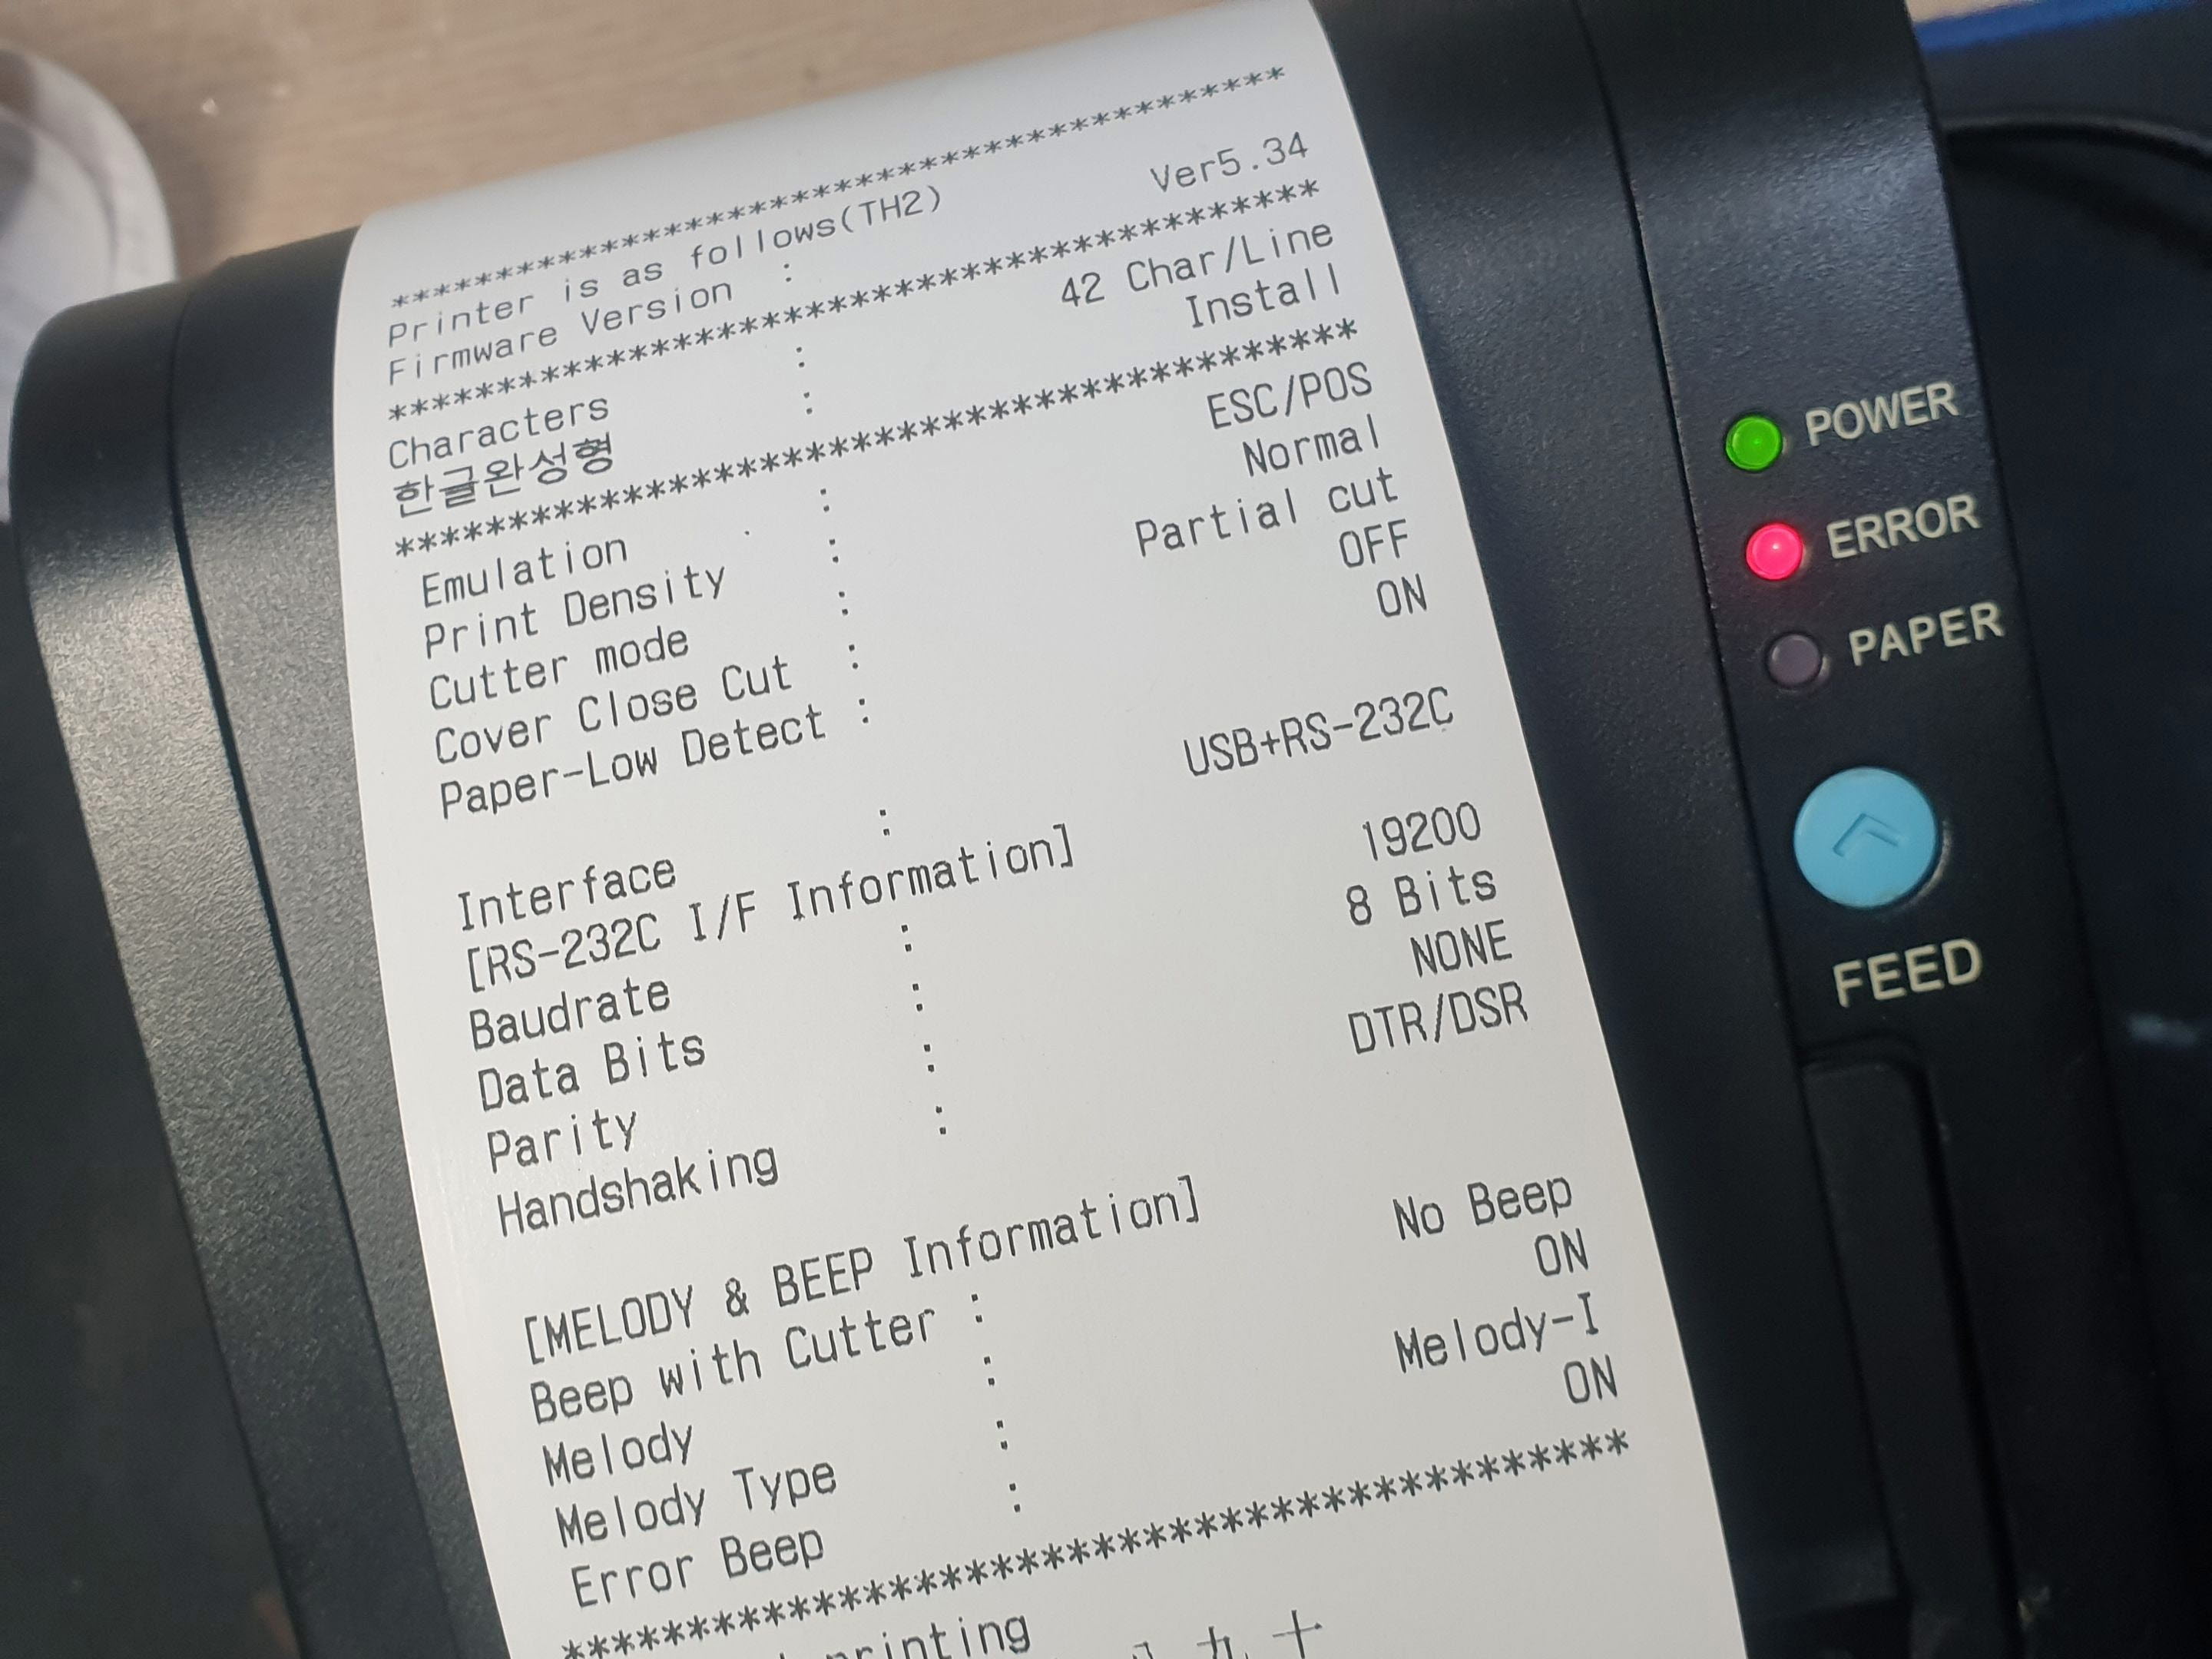 ******************************************
Printer is as follows(TH2)
Firmware Version : Ver5.34
******************************************
Characters : 42 Char/Line
한글완성형 : Install
******************************************
Emulation : ESC/POS
Print Density : Normal
Cutter mode : Partial cut
Cover Close Cut : OFF
Paper-Low Detect : ON
Interface : USB+RS-232C
[RS-232C I/F Information]
Baudrate : 19200
Data Bits : 8 Bits
Parity : NONE
Handshaking : DTR/DSR
[MELODY & BEEP Information]
Beep with Cutter : No Beep
Melody : ON
Melody Type : Melody-I
Error Beep : ON
******************************************
printing
九 十
POWER
ERROR
PAPER
FEED